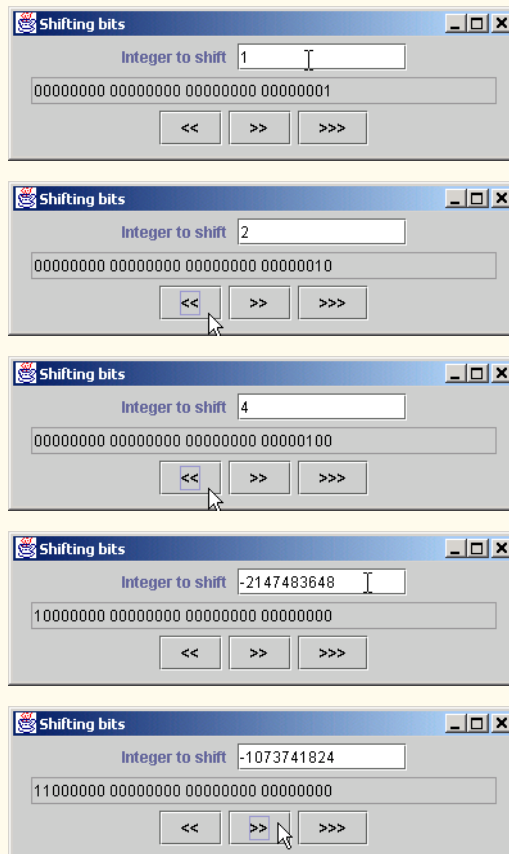 Shifting bits
Integer to shift 1
00000000 00000000 00000000 00000001
<< >> >>>
Shifting bits
Integer to shift 2
00000000 00000000 00000000 00000010
<< >> >>>
Shifting bits
Integer to shift 4
00000000 00000000 00000000 00000100
<< >> >>>
Shifting bits
Integer to shift -2147483648
10000000 00000000 00000000 00000000
<< >> >>>
Shifting bits
Integer to shift -1073741824
11000000 00000000 00000000 00000000
<< >> >>>